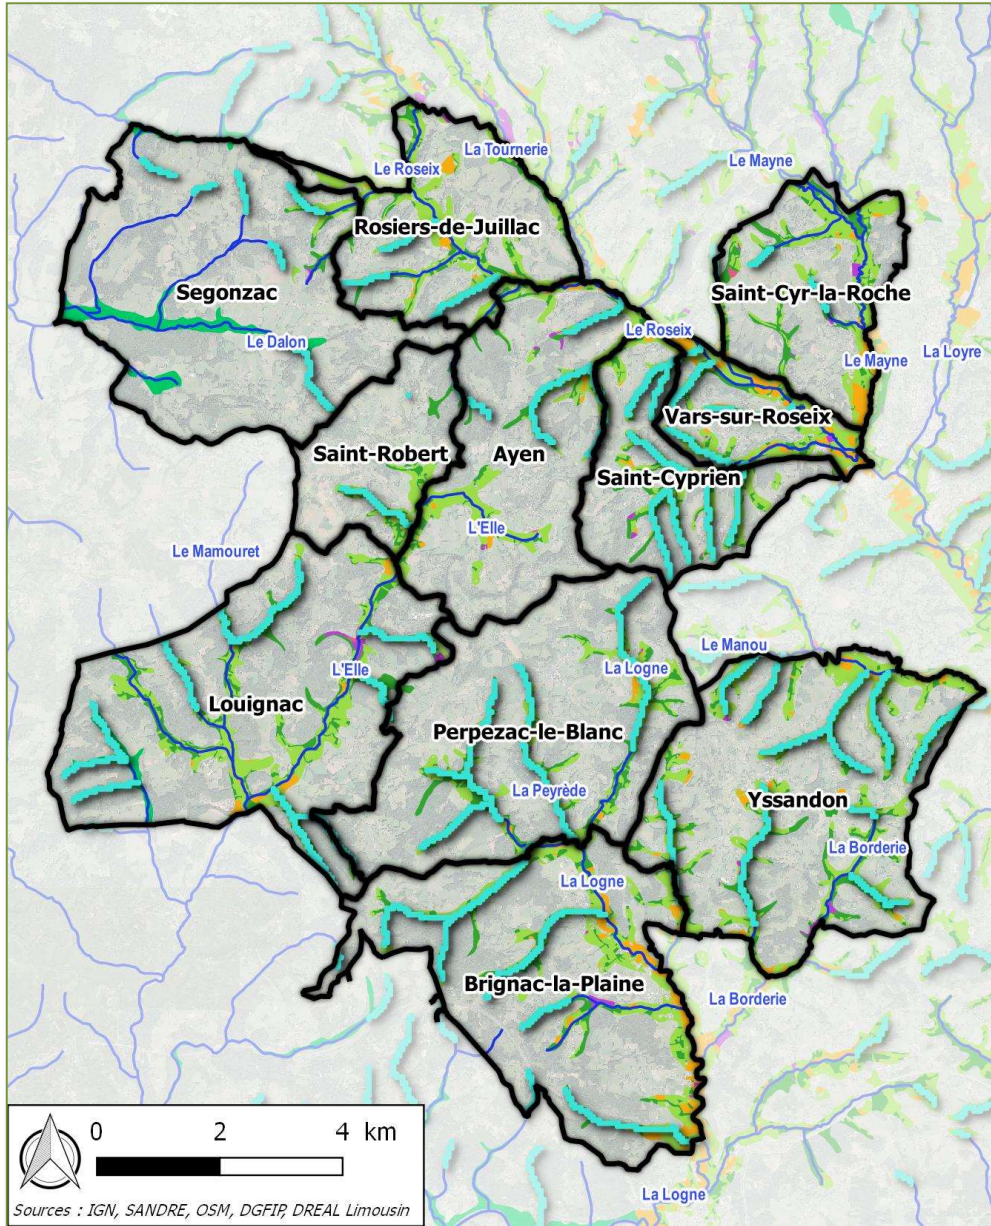 La Tournerie
Le Mayne
Le Roseix
Rosiers-de-Juillac
Segonzac
Saint-Cyr-la-Roche
Le Roseix
Le Dalon
Le Mayne
La Loyre
Vars-sur-Roseix
Saint-Robert
Ayen
Saint-Cyprien
L'Elle
Le Mamouret
Le Manou
L'Elle
La Logne
Louignac
Perpezac-le-Blanc
La Peyrède
Yssandon
La Borderie
La Logne
Brignac-la-Plaine
La Borderie
0 2 4 km
La Logne
Sources : IGN, SANDRE, OSM, DGFIP, DREAL Limousin